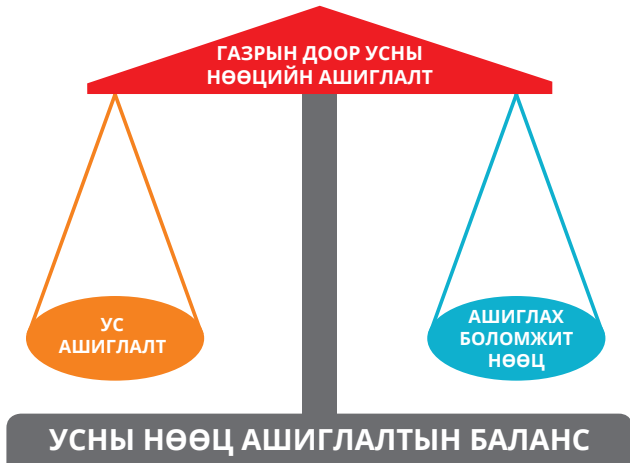 ГАЗРЫН ДООР УСНЫ
НӨӨЦИЙН АШИГЛАЛТ
УС
АШИГЛАЛТ
АШИГЛАХ
БОЛОМЖИТ
НӨӨЦ
УСНЫ НӨӨЦ АШИГЛАЛТЫН БАЛАНС